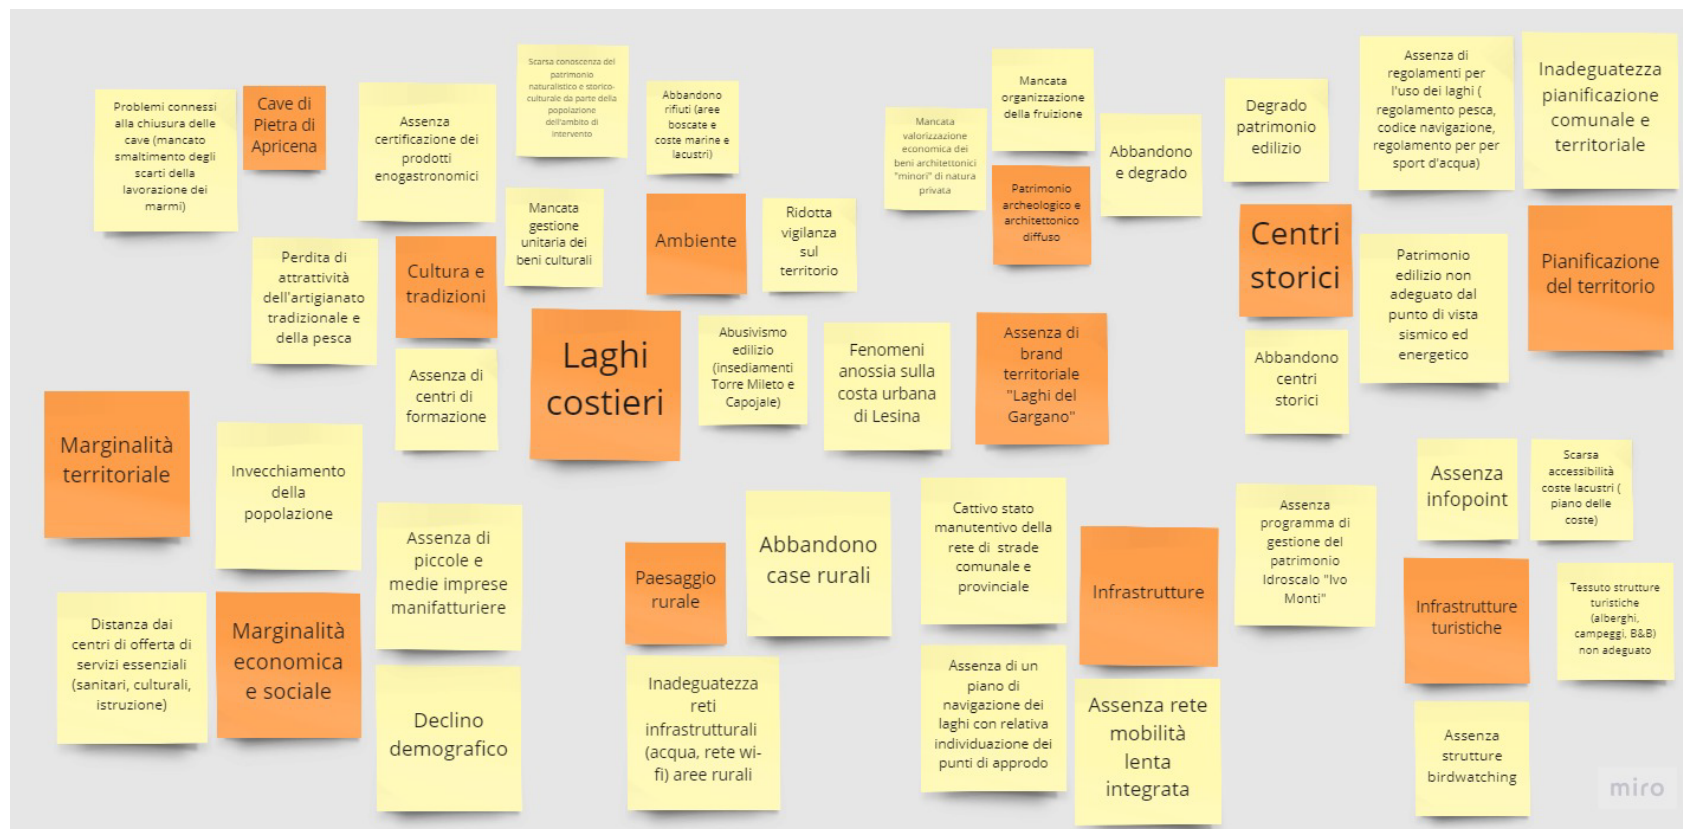 Problemi connessi
alla chiusura delle
cave (mancato
smaltimento degli
scarti della
lavorazione dei
marmi)
Cave di
Pietra di
Apricena
Assenza
certificazione dei
prodotti
enogastronomici
Scarsa conoscenza del
patrimonio
naturalistico e storico-
culturale da parte della
popolazione
dell'ambito di
intervento
Abbandono
rifiuti (aree
boscate e
coste marine e
lacustri)
Perdita di
attrattività
dell'artigianato
tradizionale e
della pesca
Cultura e
tradizioni
Mancata
gestione
unitaria dei
beni culturali
Ambiente
Ridotta
vigilanza
sul
territorio
Assenza di
centri di
formazione
Laghi
costieri
Abusivismo
edilizio
(insediamenti
Torre Mileto e
Capojale)
Fenomeni
anossia sulla
costa urbana
di Lesina
Mancata
valorizzazione
economica dei
beni architettonici
"minori" di natura
privata
Mancata
organizzazione
della fruizione
Patrimonio
archeologico e
architettonico
diffuso
Abbandono
e degrado
Assenza di
brand
territoriale
"Laghi del
Gargano"
Degrado
patrimonio
edilizio
Centri
storici
Abbandono
centri
storici
Assenza di
regolamenti per
l'uso dei laghi (
regolamento pesca,
codice navigazione,
regolamento per per
sport d'acqua)
Patrimonio
edilizio non
adeguato dal
punto di vista
sismico ed
energetico
Inadeguatezza
pianificazione
comunale e
territoriale
Pianificazione
del territorio
Marginalità
territoriale
Invecchiamento
della
popolazione
Assenza di
piccole e
medie imprese
manifatturiere
Distanza dai
centri di offerta di
servizi essenziali
(sanitari, culturali,
istruzione)
Marginalità
economica
e sociale
Declino
demografico
Paesaggio
rurale
Abbandono
case rurali
Inadeguatezza
reti
infrastrutturali
(acqua, rete wi-
fi) aree rurali
Cattivo stato
manutentivo della
rete di strade
comunale e
provinciale
Infrastrutture
Assenza
programma di
gestione del
patrimonio
Idroscalo "Ivo
Monti"
Assenza di un
piano di
navigazione dei
laghi con relativa
individuazione dei
punti di approdo
Assenza rete
mobilità
lenta
integrata
Assenza
infopoint
Scarsa
accessibilità
coste lacustri (
piano delle
coste)
Infrastrutture
turistiche
Tessuto strutture
turistiche
(alberghi,
campeggi, B&B)
non adeguato
Assenza
strutture
birdwatching
miro